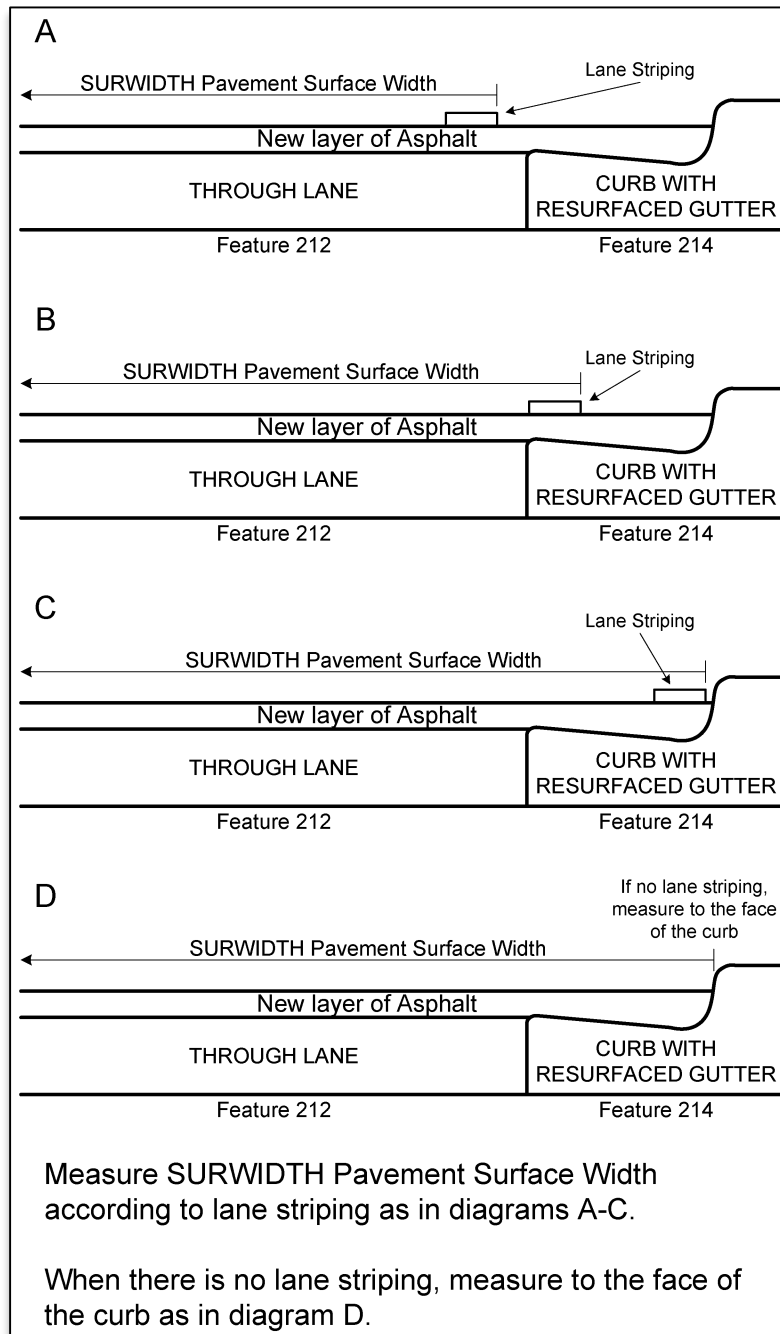 A
Lane Striping
SURWIDTH Pavement Surface Width
New layer of Asphalt
THROUGH LANE
CURB WITH
RESURFACED GUTTER
Feature 212
Feature 214
B
Lane Striping
SURWIDTH Pavement Surface Width
New layer of Asphalt
THROUGH LANE
CURB WITH
RESURFACED GUTTER
Feature 212
Feature 214
C
Lane Striping
SURWIDTH Pavement Surface Width
New layer of Asphalt
THROUGH LANE
CURB WITH
RESURFACED GUTTER
Feature 212
Feature 214
D
If no lane striping,
measure to the face
of the curb
SURWIDTH Pavement Surface Width
New layer of Asphalt
THROUGH LANE
CURB WITH
RESURFACED GUTTER
Feature 212
Feature 214
Measure SURWIDTH Pavement Surface Width
according to lane striping as in diagrams A-C.
When there is no lane striping, measure to the face of
the curb as in diagram D.